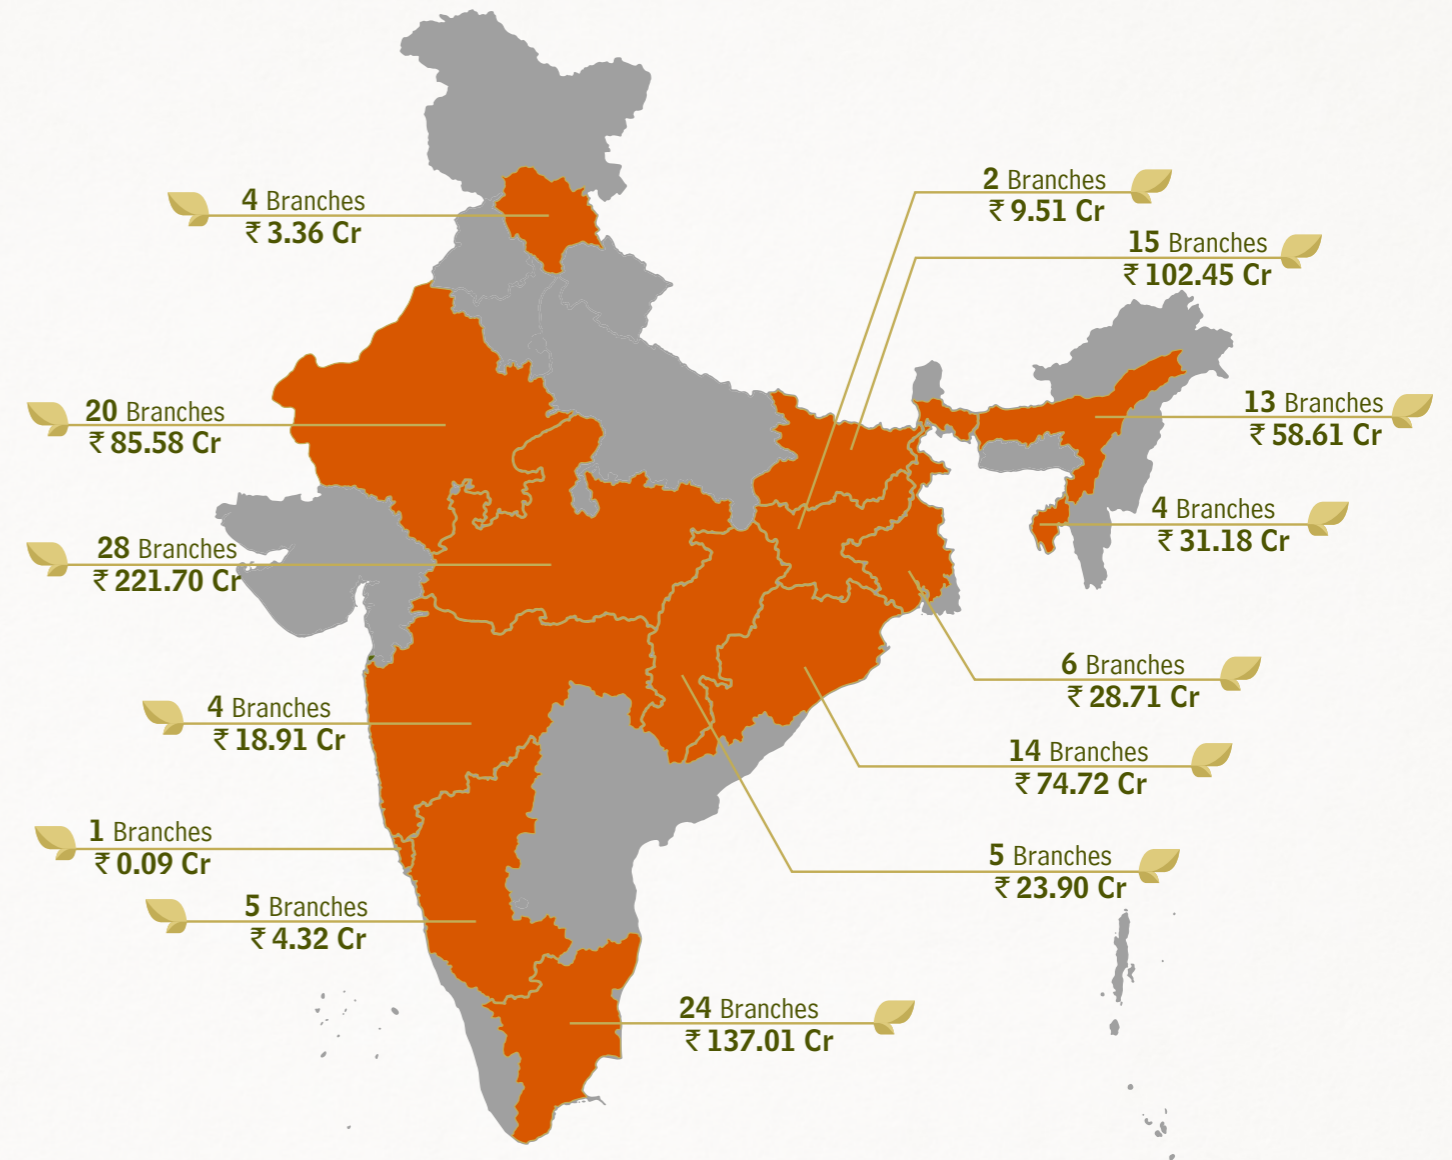 2 Branches
₹ 9.51 Cr
4 Branches
₹ 3.36 Cr
15 Branches
₹ 102.45 Cr
20 Branches
₹ 85.58 Cr
13 Branches
₹ 58.61 Cr
4 Branches
₹ 31.18 Cr
28 Branches
₹ 221.70 Cr
6 Branches
₹ 28.71 Cr
4 Branches
₹ 18.91 Cr
14 Branches
₹ 74.72 Cr
1 Branches
₹ 0.09 Cr
5 Branches
₹ 23.90 Cr
5 Branches
₹ 4.32 Cr
24 Branches
₹ 137.01 Cr